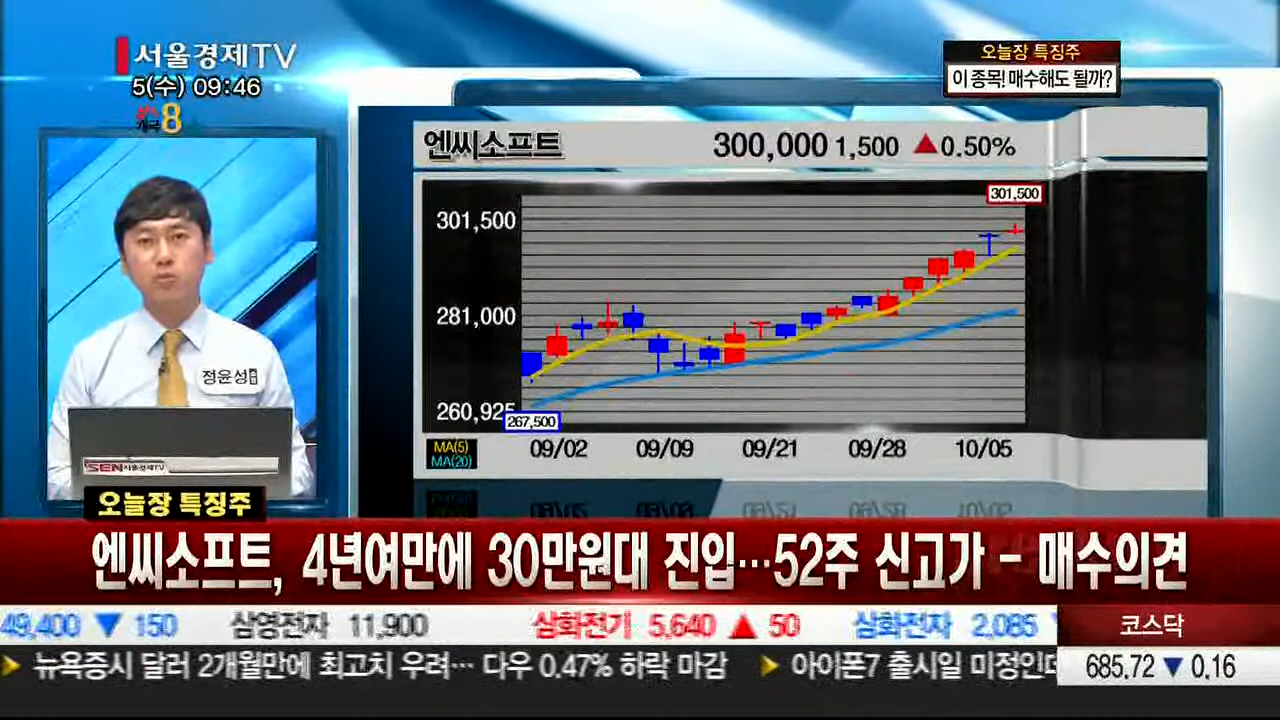 서울경제TV
5(수) 09:46
개국8
오늘장 특징주
이 종목! 매수해도 될까?
엔씨소프트 300,000 1,500 ▲0.50%
301,500
301,500
281,000
260,925
267,500
MA(5)
MA(20)
09/02 09/09 09/21 09/28 10/05
정윤성
SEN 서울경제TV
오늘장 특징주
엔씨소프트, 4년여만에 30만원대 진입…52주 신고가 - 매수의견
49,400 ▼ 150 삼영전자 11,900 삼화전기 5,640 ▲ 50 삼화전자 2,085
코스닥
뉴욕증시 달러 2개월만에 최고치 우려… 다우 0.47% 하락 마감 아이폰7 출시일 미정인데
685.72 ▼ 0.16